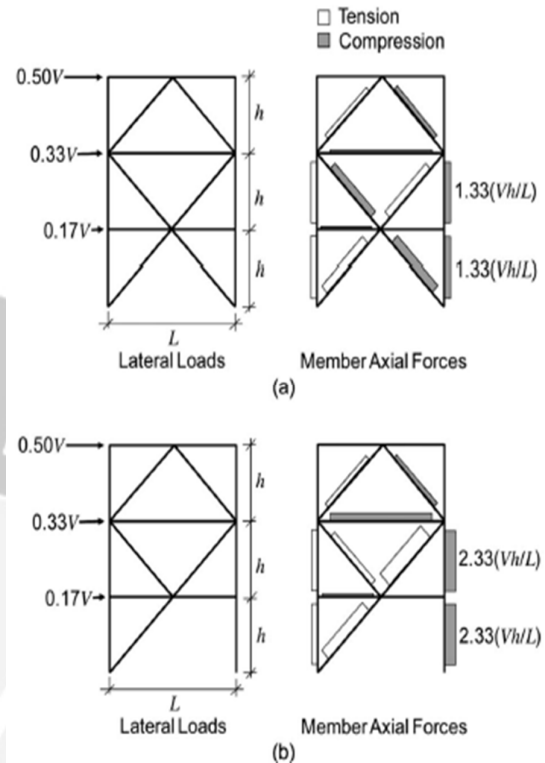 Tension
Compression
0.50V
0.33V
0.17V
h
h
h
L
Lateral Loads
1.33(Vh/L)
1.33(Vh/L)
Member Axial Forces
(a)
0.50V
0.33V
0.17V
h
h
h
L
Lateral Loads
2.33(Vh/L)
2.33(Vh/L)
Member Axial Forces
(b)